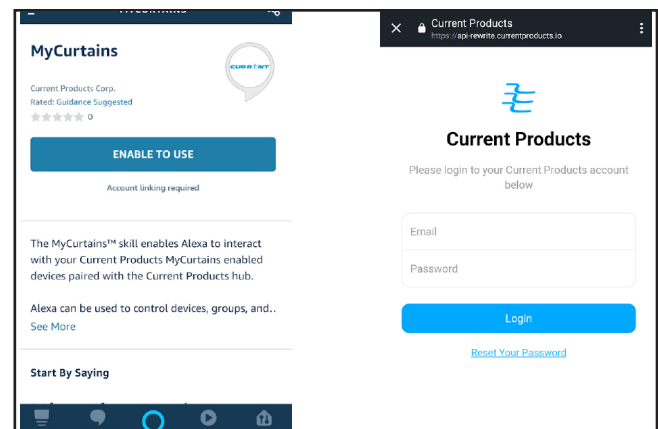 MyCurtains
CURRENT
Current Products Corp.
Rated: Guidance Suggested
0
ENABLE TO USE
Account linking required
The MyCurtains™ skill enables Alexa to interact
with your Current Products MyCurtains enabled
devices paired with the Current Products hub.
Alexa can be used to control devices, groups, and..
See More
Start By Saying
Current Products
https://api-rewrite.currentproducts.io
Current Products
Please login to your Current Products account
below
Email
Password
Login
Reset Your Password